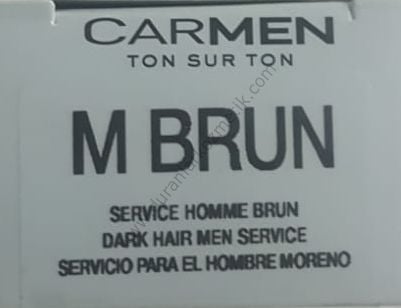 CARMEN
TON SUR TON
M BRUN
SERVICE HOMME BRUN
DARK HAIR MEN SERVICE
SERVICIO PARA EL HOMBRE MORENO